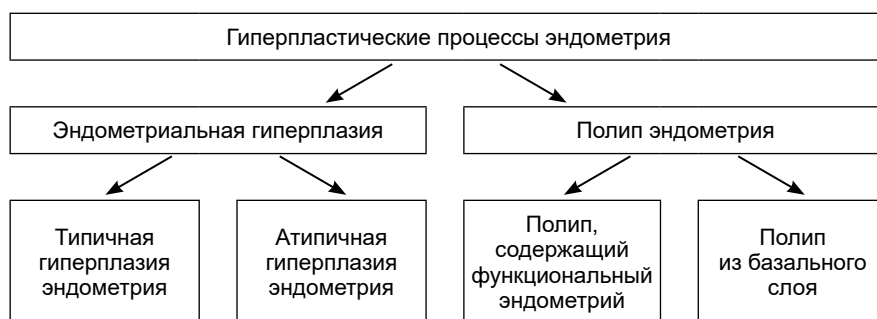 Гиперпластические процессы эндометрия
Эндометриальная гиперплазия
Полип эндометрия
Типичная
гиперплазия
эндометрия
Атипичная
гиперплазия
эндометрия
Полип,
содержащий
функциональный
эндометрий
Полип
из базального
слоя